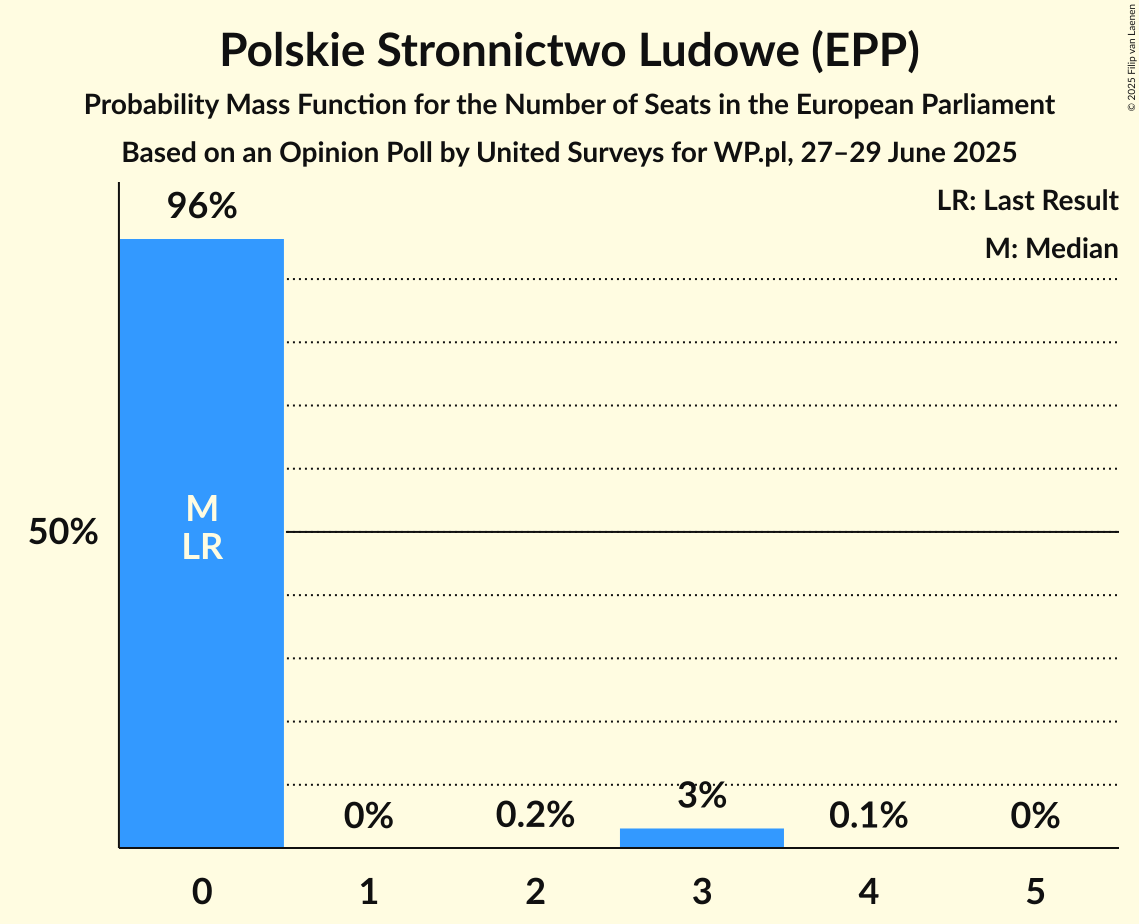 Polskie Stronnictwo Ludowe (EPP)
Probability Mass Function for the Number of Seats in the European Parliament
Based on an Opinion Poll by United Surveys for WP.pl, 27–29 June 2025
© 2025 Filip van Laenen
LR: Last Result
M: Median
96%
M
LR
50%
0%
0.2%
3%
0.1%
0%
0
1
2
3
4
5